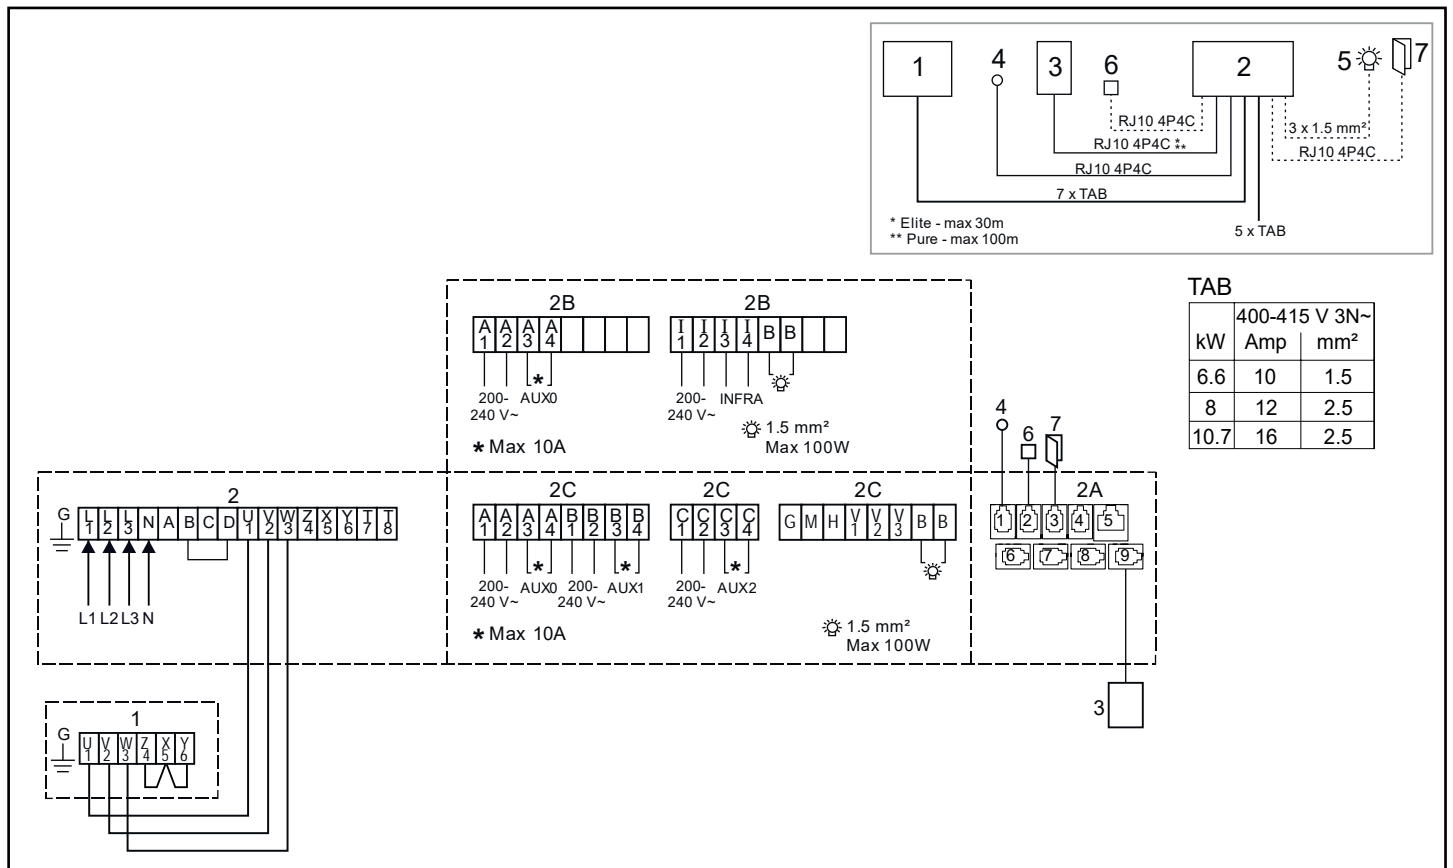 1
4
3
6
2
5
7
RJ10 4P4C
3 x 1.5 mm²
RJ10 4P4C * **
RJ10 4P4C
RJ10 4P4C
7 x TAB
* Elite - max 30m
** Pure - max 100m
5 x TAB
TAB
400-415 V 3N~
kW Amp mm²
6.6 10 1.5
8 12 2.5
10.7 16 2.5
2B
A1 A2 A3 A4
*
200-240 V~
AUX0
* Max 10A
2B
I1 I2 I3 I4 B B
200-240 V~
INFRA
1.5 mm²
Max 100W
2
G L1 L2 L3 N A B C D U1 V2 W3 Z4 X5 Y6 T7 T8
L1 L2 L3 N
2C
A1 A2 A3 A4 B1 B2 B3 B4
* *
200-240 V~
AUX0
200-240 V~
AUX1
* Max 10A
2C
C1 C2 C3 C4
*
200-240 V~
AUX2
2C
G M H V1 V2 V3 B B
1.5 mm²
Max 100W
4
6
7
2A
1 2 3 4 5
6 7 8 9
3
1
G U1 V2 W3 Z4 X5 Y6